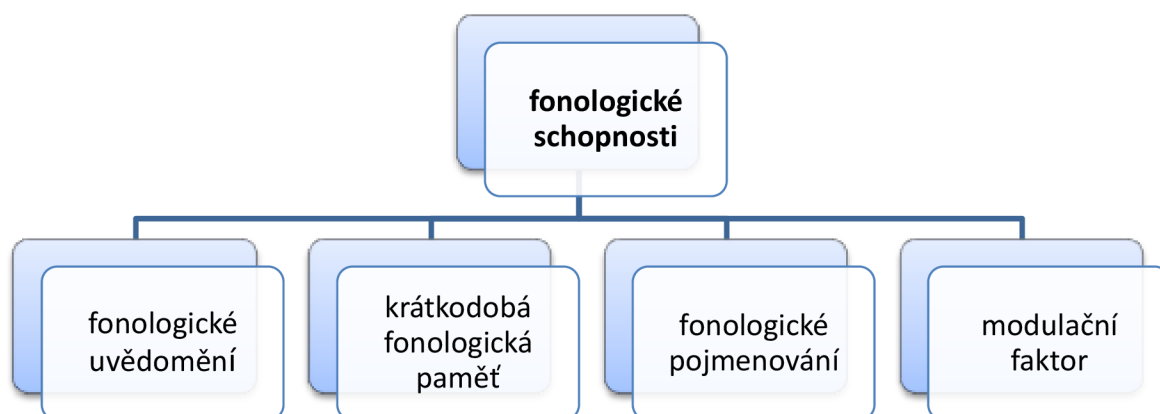 fonologické
schopnosti
fonologické
uvědomění
krátkodobá
fonologická
paměť
fonologické
pojmenování
modulační
faktor